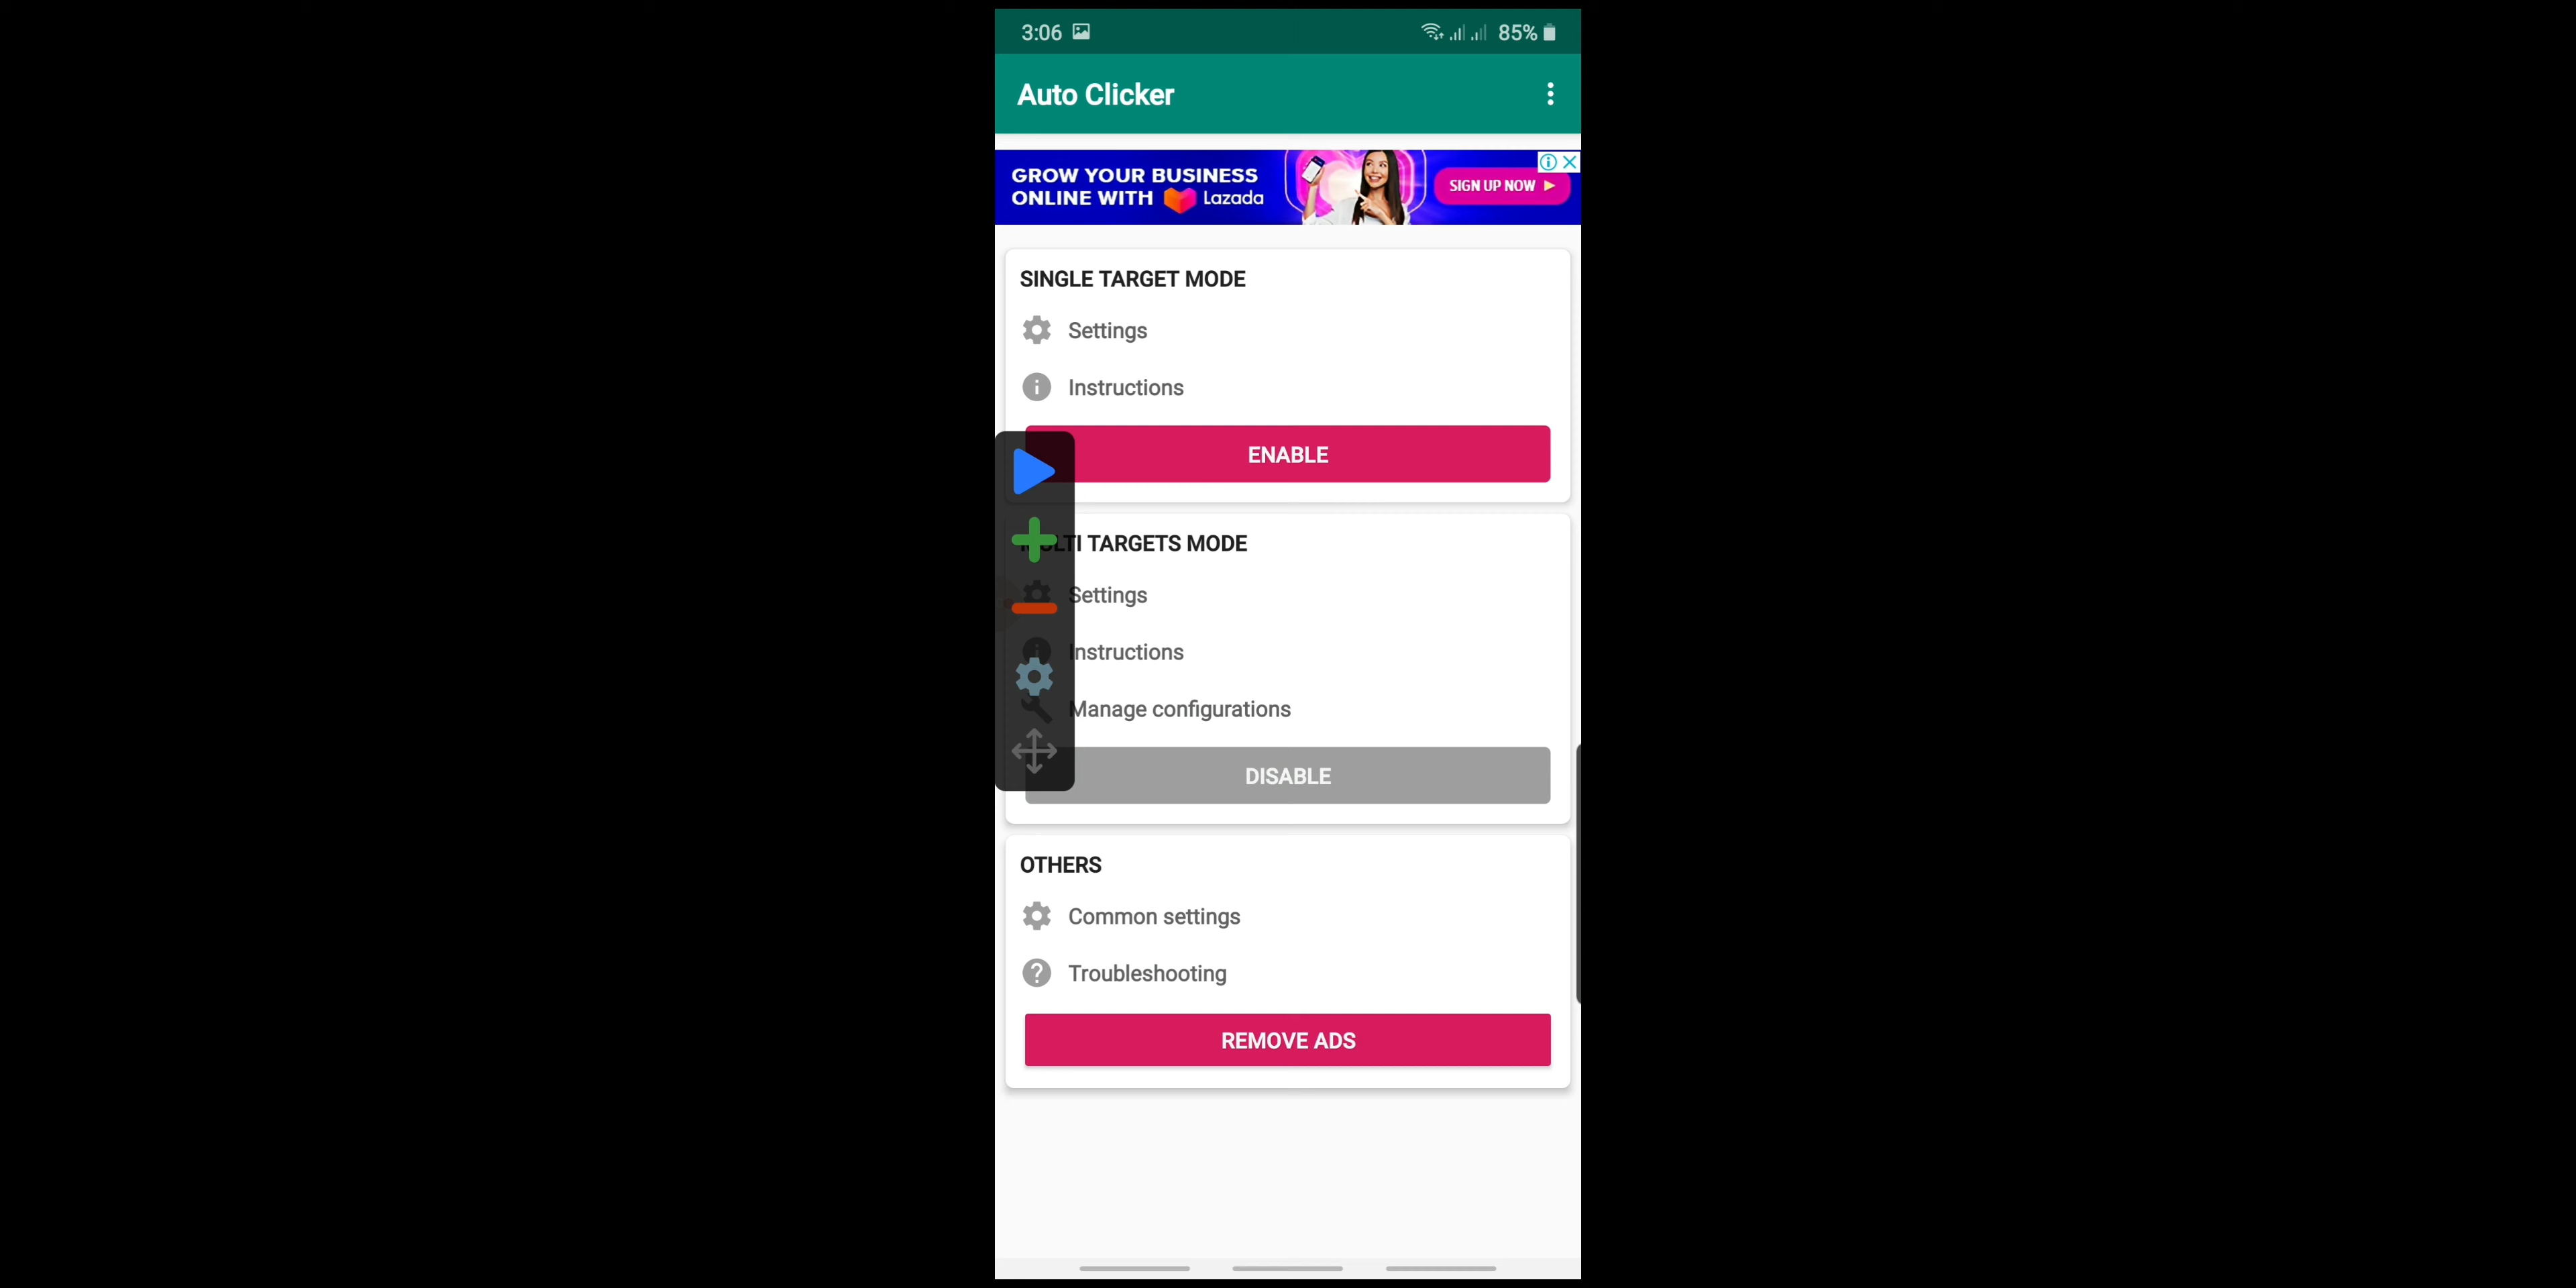 3:06
85%
Auto Clicker
GROW YOUR BUSINESS
ONLINE WITH Lazada
SIGN UP NOW
SINGLE TARGET MODE
Settings
Instructions
ENABLE
MULTI TARGETS MODE
Settings
Instructions
Manage configurations
DISABLE
OTHERS
Common settings
Troubleshooting
REMOVE ADS